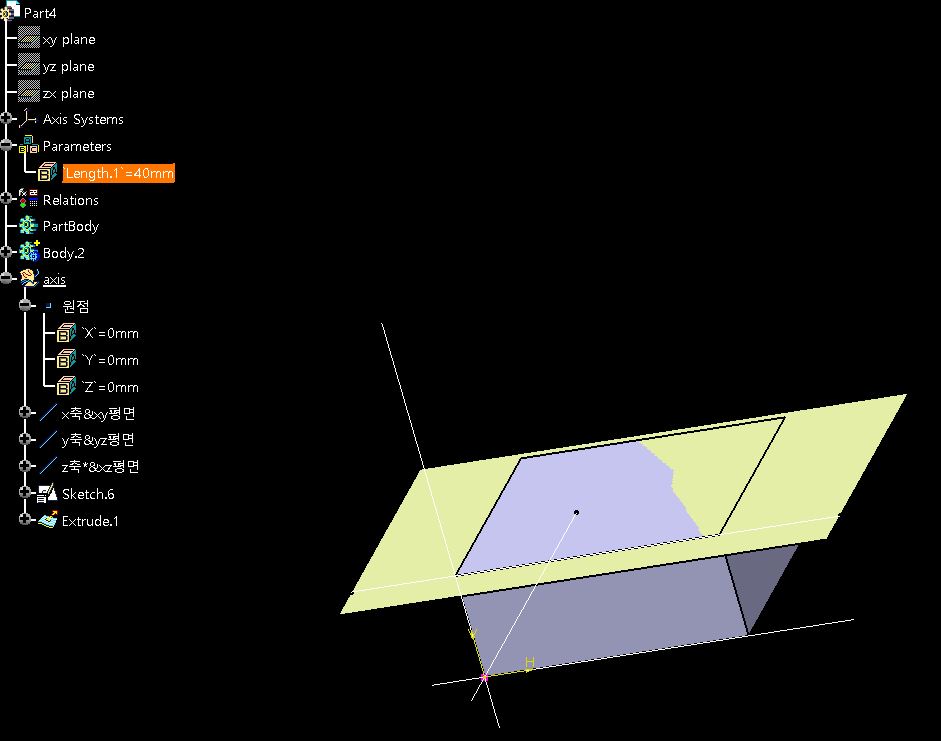 Part4
xy plane
yz plane
zx plane
Axis Systems
Parameters
`Length.1`=40mm
Relations
PartBody
Body.2
axis
원점
`X`=0mm
`Y`=0mm
`Z`=0mm
x축&xy평면
y축&yz평면
z축*&xz평면
Sketch.6
Extrude.1
V
H